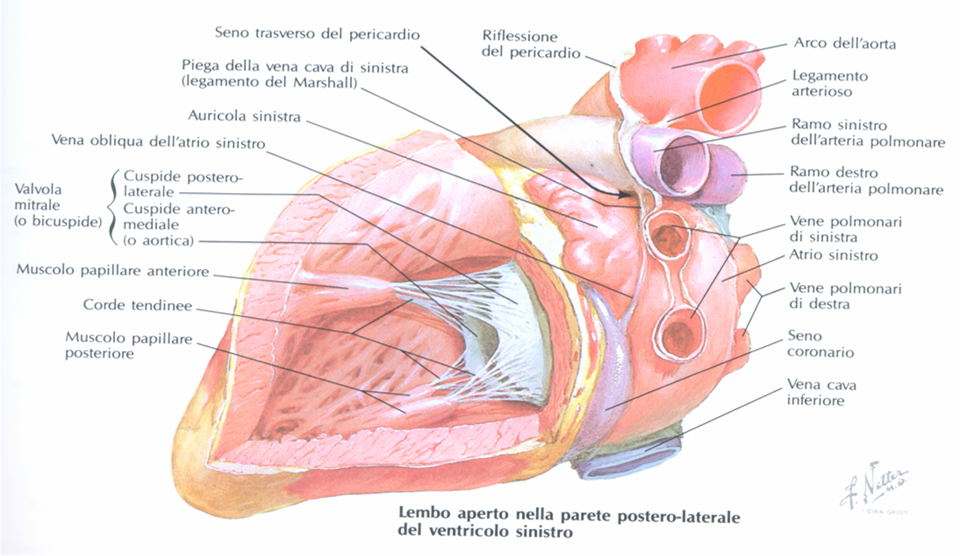 Seno trasverso del pericardio
Piega della vena cava di sinistra
(legamento del Marshall)
Auricola sinistra
Vena obliqua dell'atrio sinistro
Valvola
mitrale
(o bicuspide)
Cuspide postero-
laterale
Cuspide antero-
mediale
(o aortica)
Muscolo papillare anteriore
Corde tendinee
Muscolo papillare
posteriore
Riflessione
del pericardio
Arco dell'aorta
Legamento
arterioso
Ramo sinistro
dell'arteria polmonare
Ramo destro
dell'arteria polmonare
Vene polmonari
di sinistra
Atrio sinistro
Vene polmonari
di destra
Seno
coronario
Vena cava
inferiore
Lembo aperto nella parete postero-laterale
del ventricolo sinistro
F. Netter
M.D.
CIBA GEIGY